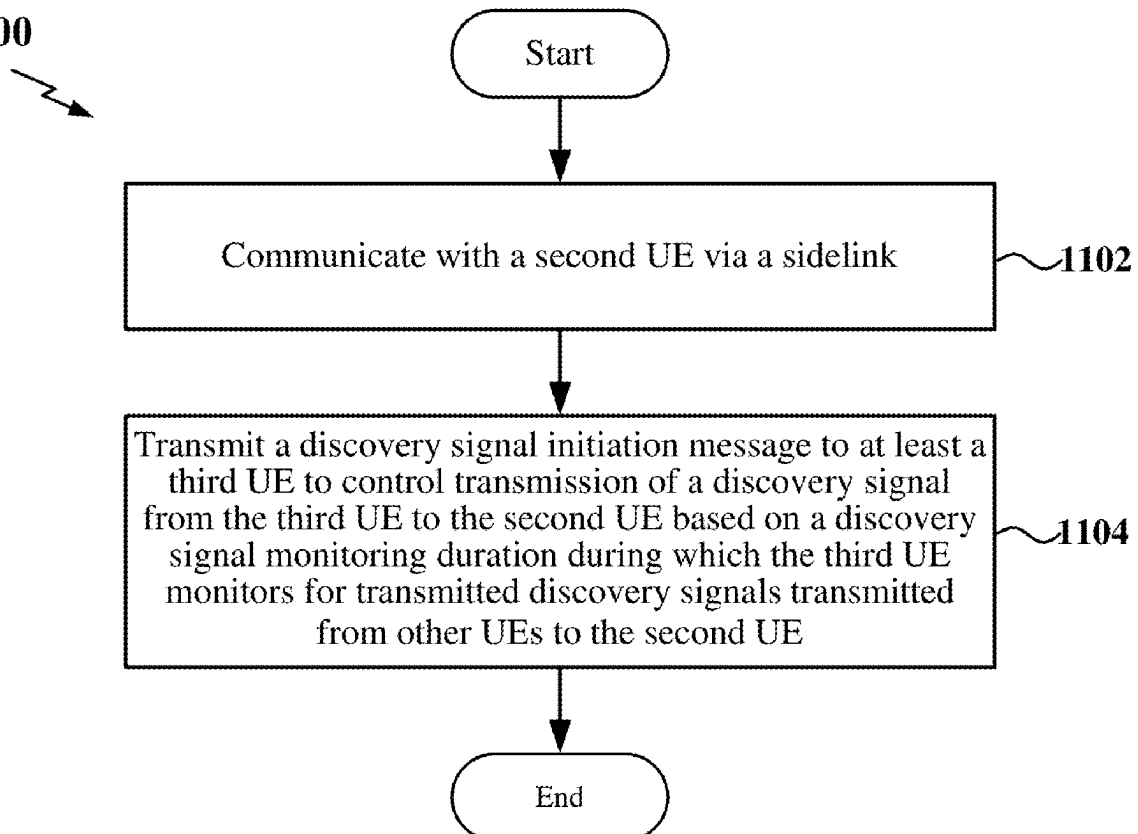 00
Start
Communicate with a second UE via a sidelink
1102
Transmit a discovery signal initiation message to at least a
third UE to control transmission of a discovery signal
from the third UE to the second UE based on a discovery
signal monitoring duration during which the third UE
monitors for transmitted discovery signals transmitted
from other UEs to the second UE
1104
End